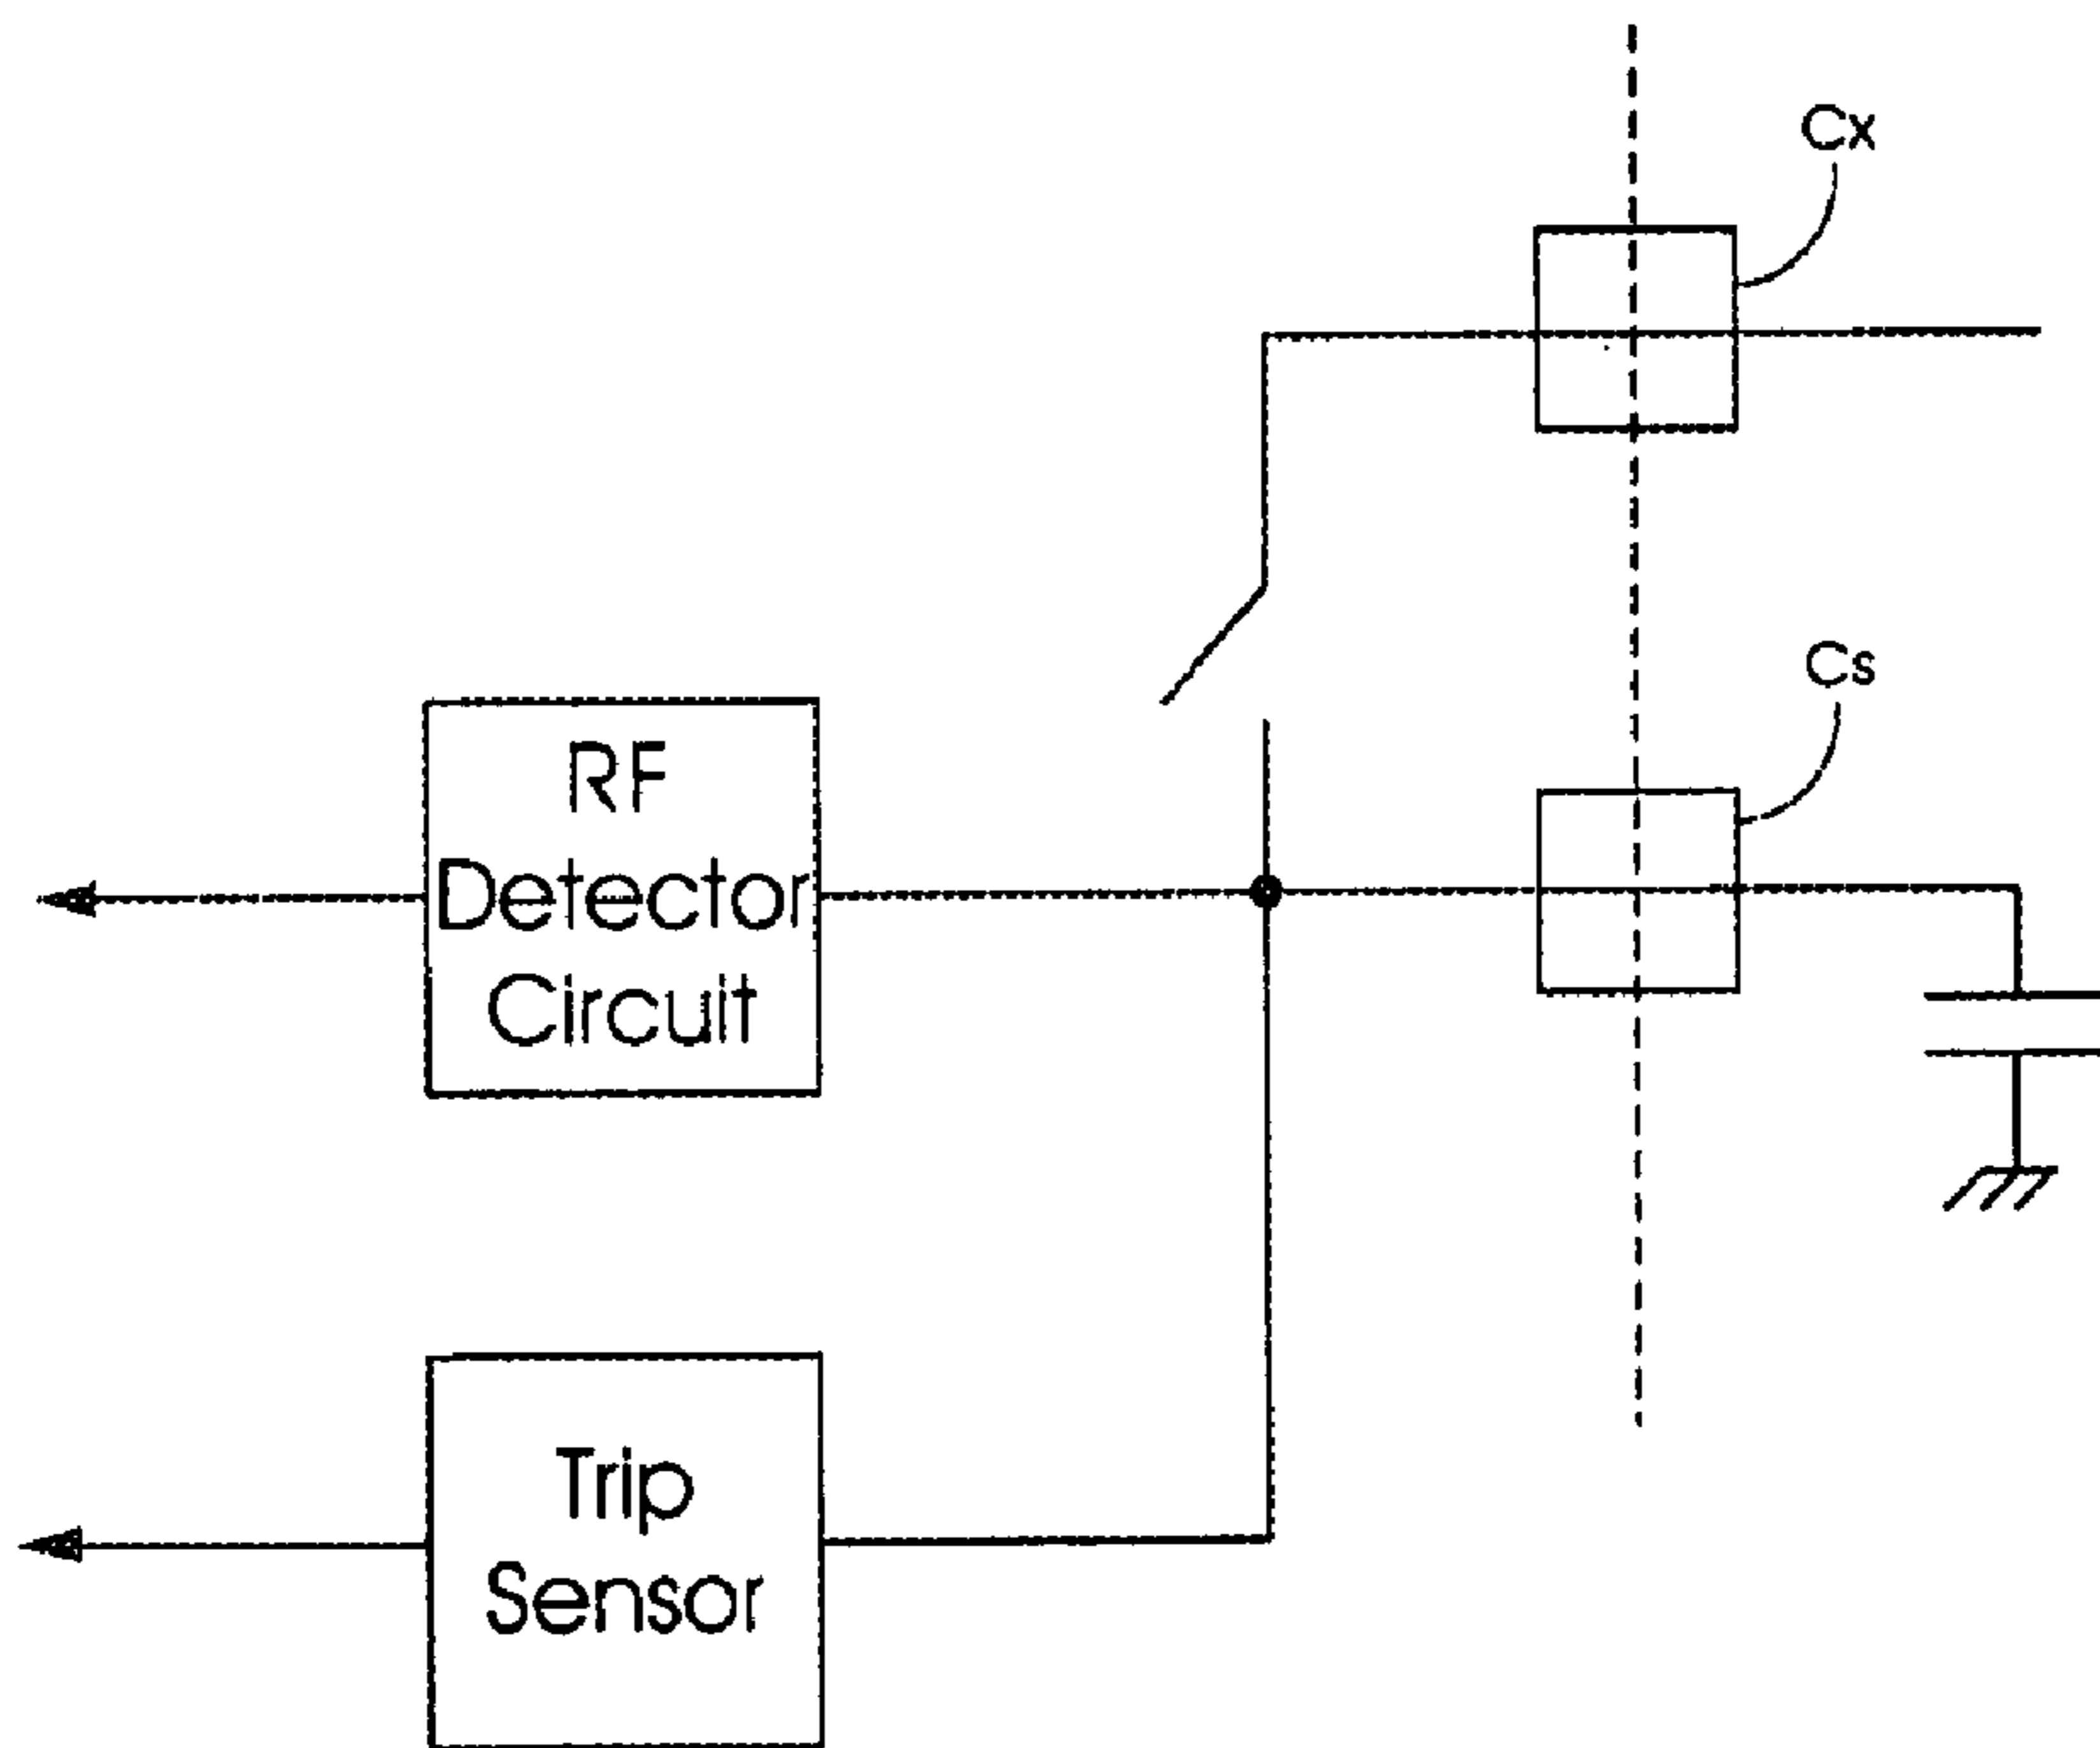 Cx
Cs
RF
Detector
Circuit
Trip
Sensor